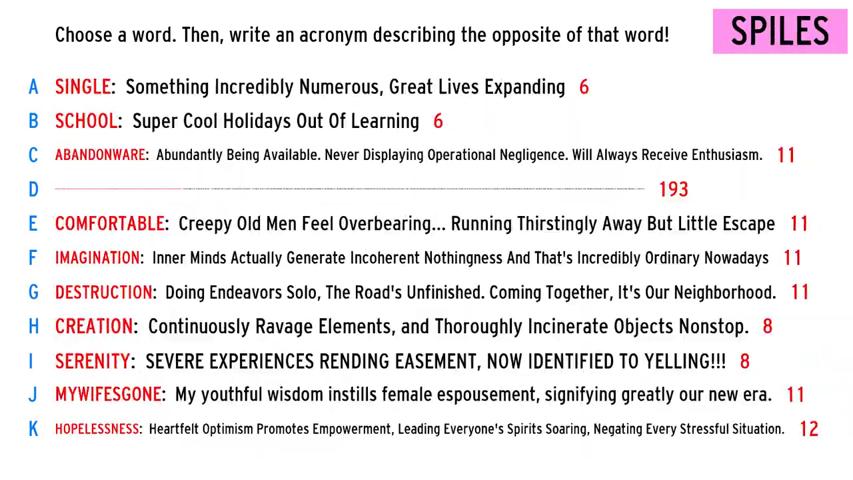 Choose a word. Then, write an acronym describing the opposite of that word!
SPILES
A SINGLE: Something Incredibly Numerous, Great Lives Expanding 6
B SCHOOL: Super Cool Holidays Out Of Learning 6
C ABANDONWARE: Abundantly Being Available. Never Displaying Operational Negligence. Will Always Receive Enthusiasm. 11
D 193
E COMFORTABLE: Creepy Old Men Feel Overbearing... Running Thirstingly Away But Little Escape 11
F IMAGINATION: Inner Minds Actually Generate Incoherent Nothingness And That's Incredibly Ordinary Nowadays 11
G DESTRUCTION: Doing Endeavors Solo, The Road's Unfinished. Coming Together, It's Our Neighborhood. 11
H CREATION: Continuously Ravage Elements, and Thoroughly Incinerate Objects Nonstop. 8
I SERENITY: SEVERE EXPERIENCES RENDING EASEMENT, NOW IDENTIFIED TO YELLING!!! 8
J MYWIFESGONE: My youthful wisdom instills female espousement, signifying greatly our new era. 11
K HOPELESSNESS: Heartfelt Optimism Promotes Empowerment, Leading Everyone's Spirits Soaring, Negating Every Stressful Situation. 12